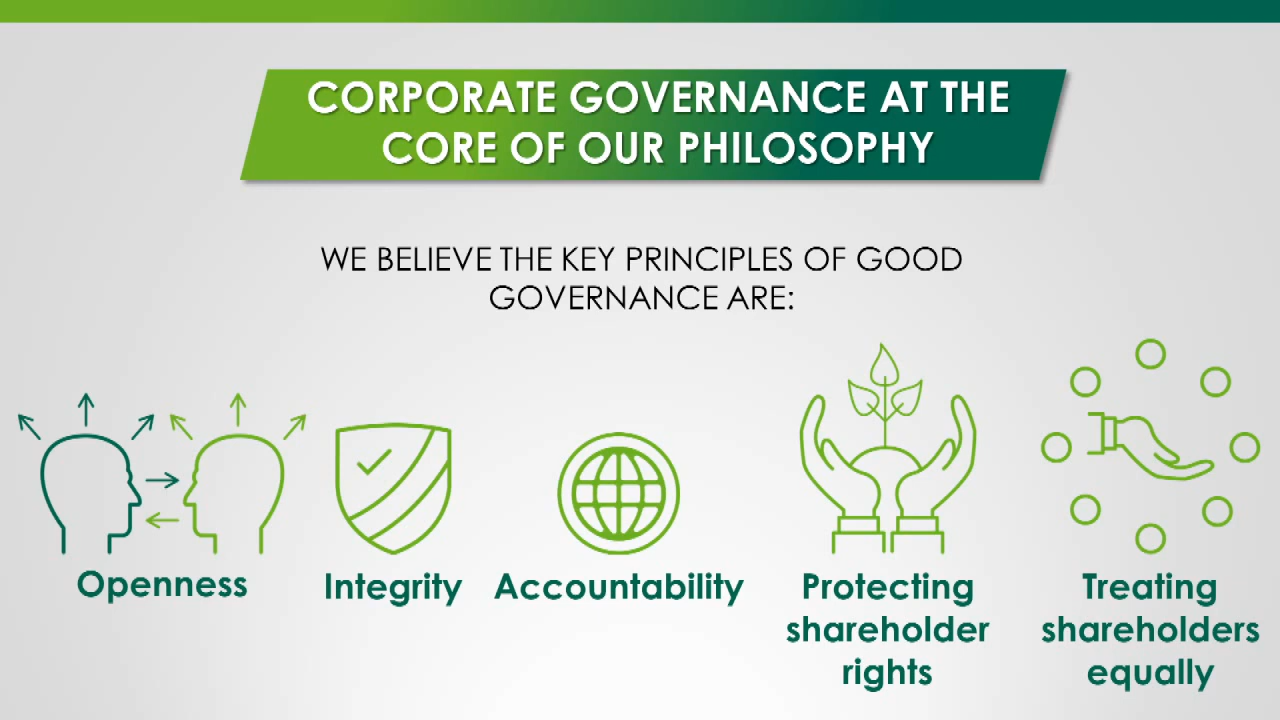 CORPORATE GOVERNANCE AT THE
CORE OF OUR PHILOSOPHY
WE BELIEVE THE KEY PRINCIPLES OF GOOD
GOVERNANCE ARE:
Openness
Integrity
Accountability
Protecting
shareholder
rights
Treating
shareholders
equally